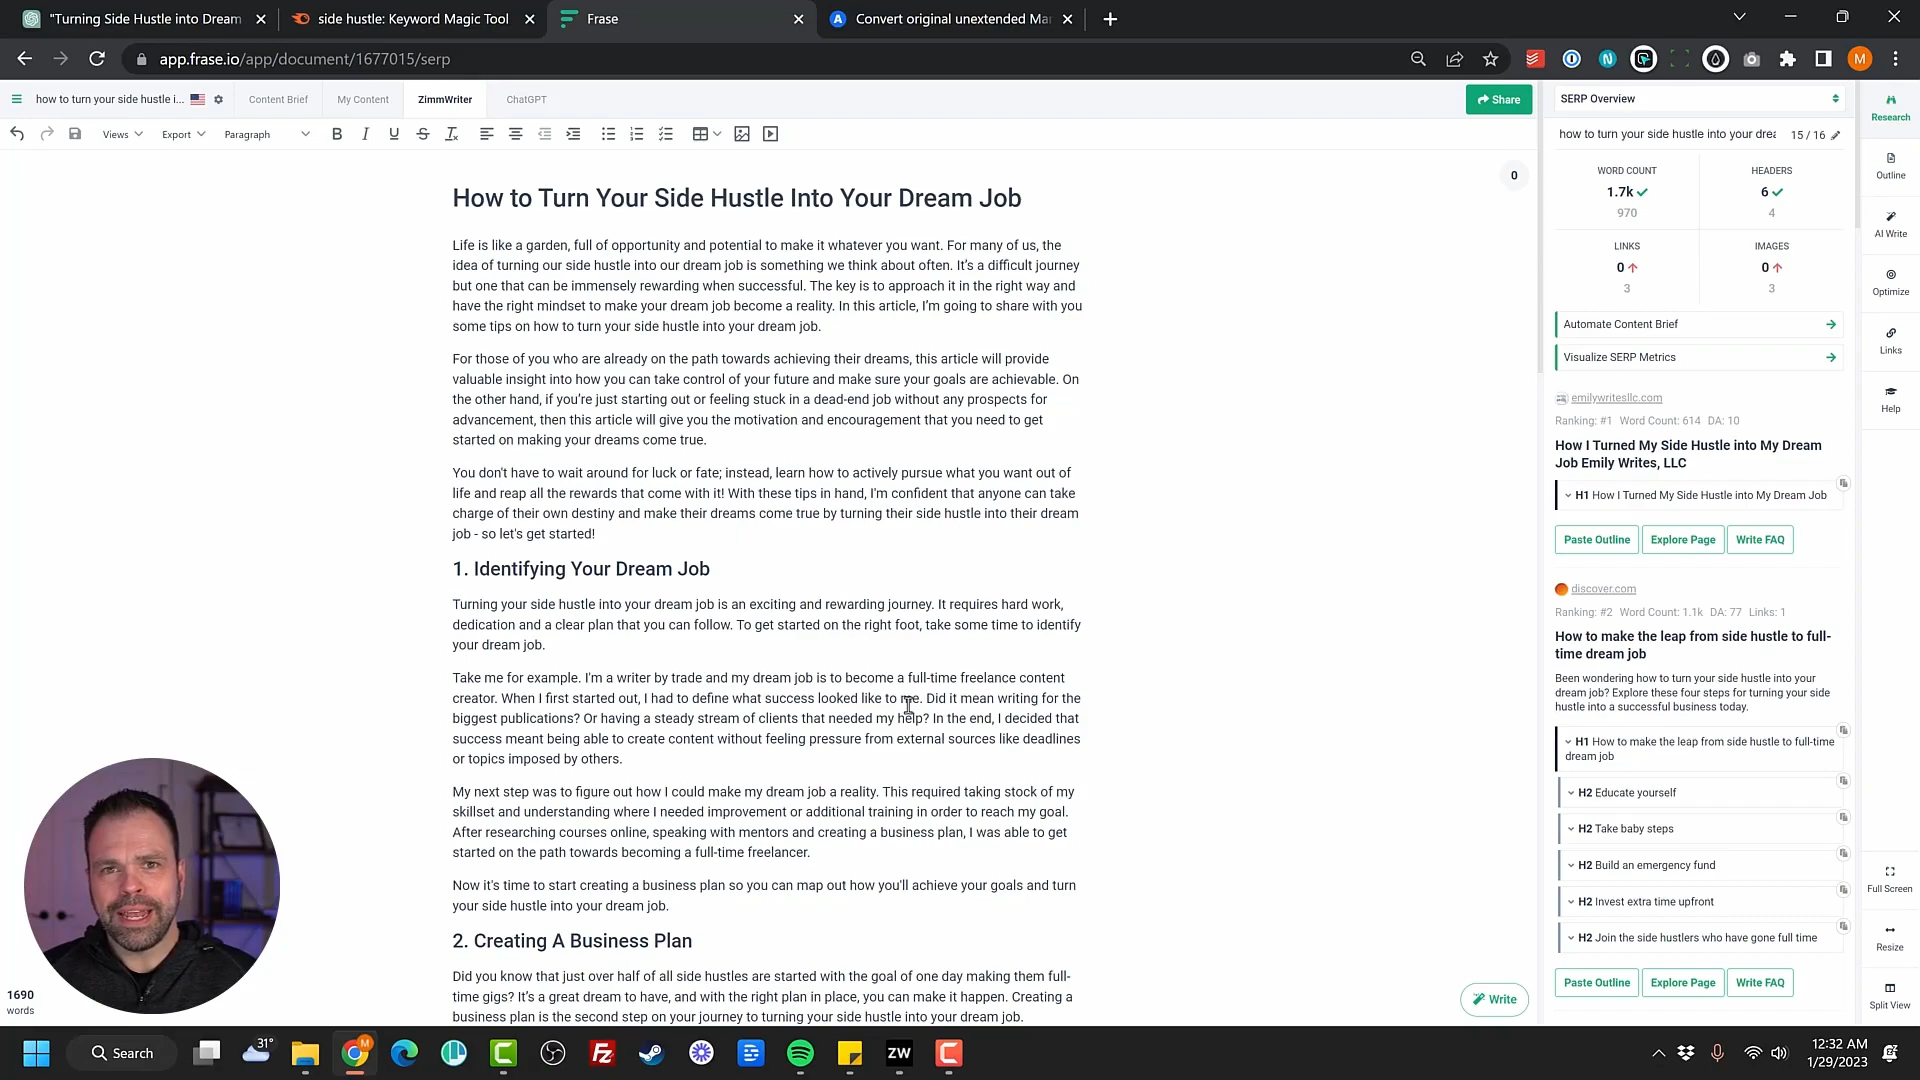 "Turning Side Hustle into Dream
side hustle: Keyword Magic Tool
Frase
Convert original unextended Ma
app.frase.io/app/document/1677015/serp
M
how to turn your side hustle i...
Content Brief
My Content
ZimmWriter
ChatGPT
Share
Views
Export
Paragraph
B
I
U
0
How to Turn Your Side Hustle Into Your Dream Job
Life is like a garden, full of opportunity and potential to make it whatever you want. For many of us, the
idea of turning our side hustle into our dream job is something we think about often. It's a difficult journey
but one that can be immensely rewarding when successful. The key is to approach it in the right way and
have the right mindset to make your dream job become a reality. In this article, I'm going to share with you
some tips on how to turn your side hustle into your dream job.
For those of you who are already on the path towards achieving their dreams, this article will provide
valuable insight into how you can take control of your future and make sure your goals are achievable. On
the other hand, if you're just starting out or feeling stuck in a dead-end job without any prospects for
advancement, then this article will give you the motivation and encouragement that you need to get
started on making your dreams come true.
You don't have to wait around for luck or fate; instead, learn how to actively pursue what you want out of
life and reap all the rewards that come with it! With these tips in hand, I'm confident that anyone can take
charge of their own destiny and make their dreams come true by turning their side hustle into their dream
job - so let's get started!
1. Identifying Your Dream Job
Turning your side hustle into your dream job is an exciting and rewarding journey. It requires hard work,
dedication and a clear plan that you can follow. To get started on the right foot, take some time to identify
your dream job.
Take me for example. I'm a writer by trade and my dream job is to become a full-time freelance content
creator. When I first started out, I had to define what success looked like to me. Did it mean writing for the
biggest publications? Or having a steady stream of clients that needed my help? In the end, I decided that
success meant being able to create content without feeling pressure from external sources like deadlines
or topics imposed by others.
My next step was to figure out how I could make my dream job a reality. This required taking stock of my
skillset and understanding where I needed improvement or additional training in order to reach my goal.
After researching courses online, speaking with mentors and creating a business plan, I was able to get
started on the path towards becoming a full-time freelancer.
Now it's time to start creating a business plan so you can map out how you'll achieve your goals and turn
your side hustle into your dream job.
2. Creating A Business Plan
Did you know that just over half of all side hustles are started with the goal of one day making them full-
time gigs? It's a great dream to have, and with the right plan in place, you can make it happen. Creating a
business plan is the second step on your journey to turning your side hustle into your dream job.
1690
words
Write
SERP Overview
how to turn your side hustle into your drea
15 / 16
WORD COUNT
1.7k
970
HEADERS
6
4
LINKS
0
3
IMAGES
0
3
Automate Content Brief
Visualize SERP Metrics
emilywritesllc.com
Ranking: #1 Word Count: 614 DA: 10
How I Turned My Side Hustle into My Dream
Job Emily Writes, LLC
H1 How I Turned My Side Hustle into My Dream Job
Paste Outline
Explore Page
Write FAQ
discover.com
Ranking: #2 Word Count: 1.1k DA: 77 Links: 1
How to make the leap from side hustle to full-
time dream job
Been wondering how to turn your side hustle into your
dream job? Explore these four steps for turning your side
hustle into a successful business today.
H1 How to make the leap from side hustle to full-time
dream job
H2 Educate yourself
H2 Take baby steps
H2 Build an emergency fund
H2 Invest extra time upfront
H2 Join the side hustlers who have gone full time
Paste Outline
Explore Page
Write FAQ
Research
Outline
AI Write
Optimize
Links
Help
Full Screen
Resize
Split View
Search
31°
M
ZW
12:32 AM
1/29/2023